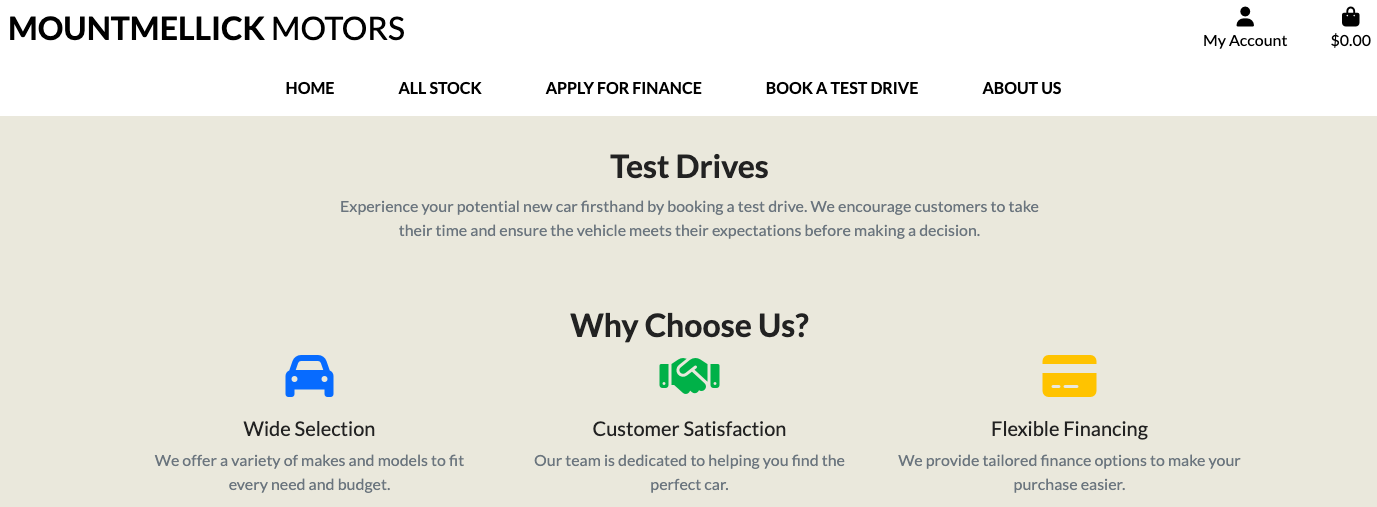 MOUNTMELLICK MOTORS
My Account
$0.00
HOME
ALL STOCK
APPLY FOR FINANCE
BOOK A TEST DRIVE
ABOUT US
Test Drives
Experience your potential new car firsthand by booking a test drive. We encourage customers to take
their time and ensure the vehicle meets their expectations before making a decision.
Why Choose Us?
Wide Selection
We offer a variety of makes and models to fit
every need and budget.
Customer Satisfaction
Our team is dedicated to helping you find the
perfect car.
Flexible Financing
We provide tailored finance options to make your
purchase easier.